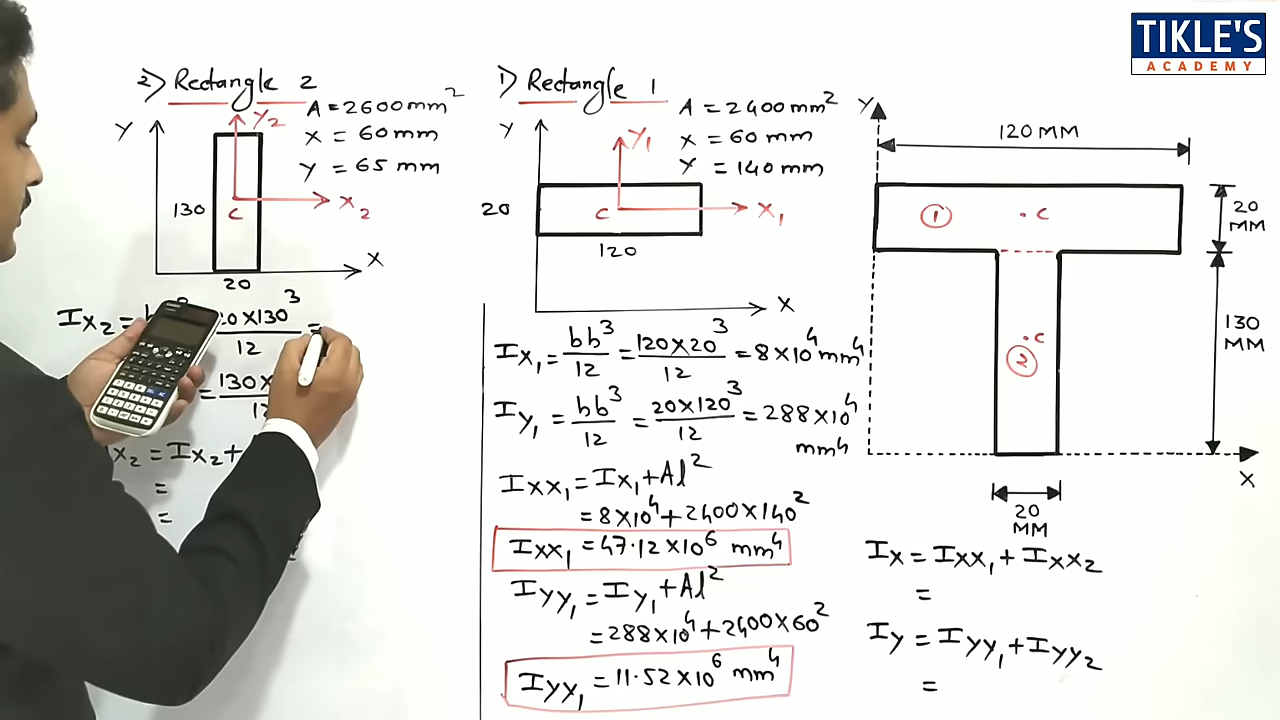 TIKLE'S
ACADEMY
2) Rectangle 2
A = 2600 mm²
X = 60 mm
Y = 65 mm
Y
Y₂
X₂
C
130
20
X
Ix₂ =
20 × 130³
12
=
= 130 ×
12
x₂ = Ix₂ +
=
=
1) Rectangle 1
A = 2400 mm²
X = 60 mm
Y = 140 mm
Y
Y₁
X₁
C
20
120
X
Ix₁ = bh³/12 = 120 × 20³/12 = 8 × 10⁴ mm⁴
Iy₁ = hb³/12 = 20 × 120³/12 = 288 × 10⁴
mm⁴
Ixx₁ = Ix₁ + Al²
= 8 × 10⁴ + 2400 × 140²
Ixx₁ = 47.12 × 10⁶ mm⁴
Iyy₁ = Iy₁ + Al²
= 288 × 10⁴ + 2400 × 60²
Iyy₁ = 11.52 × 10⁶ mm⁴
Y
120 MM
1
C
20
MM
130
MM
C
2
X
20
MM
Ix = Ixx₁ + Ixx₂
=
Iy = Iyy₁ + Iyy₂
=